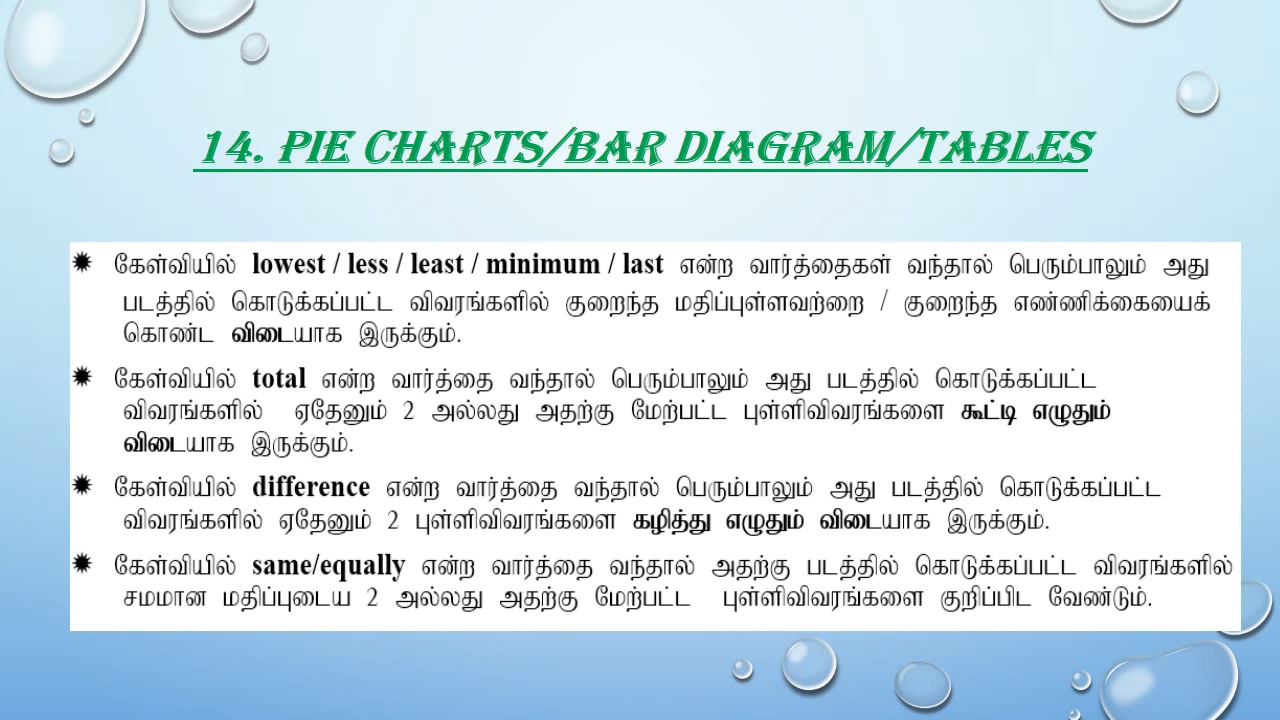 14. PIE CHARTS/BAR DIAGRAM/TABLES
✹ கேள்வியில் lowest / less / least / minimum / last என்ற வார்த்தைகள் வந்தால் பெரும்பாலும் அது
படத்தில் கொடுக்கப்பட்ட விவரங்களில் குறைந்த மதிப்புள்ளவற்றை / குறைந்த எண்ணிக்கையைக்
கொண்ட விடையாக இருக்கும்.
✹ கேள்வியில் total என்ற வார்த்தை வந்தால் பெரும்பாலும் அது படத்தில் கொடுக்கப்பட்ட
விவரங்களில் ஏதேனும் 2 அல்லது அதற்கு மேற்பட்ட புள்ளிவிவரங்களை கூட்டி எழுதும்
விடையாக இருக்கும்.
✹ கேள்வியில் difference என்ற வார்த்தை வந்தால் பெரும்பாலும் அது படத்தில் கொடுக்கப்பட்ட
விவரங்களில் ஏதேனும் 2 புள்ளிவிவரங்களை கழித்து எழுதும் விடையாக இருக்கும்.
✹ கேள்வியில் same/equally என்ற வார்த்தை வந்தால் அதற்கு படத்தில் கொடுக்கப்பட்ட விவரங்களில்
சமமான மதிப்புடைய 2 அல்லது அதற்கு மேற்பட்ட புள்ளிவிவரங்களை குறிப்பிட வேண்டும்.